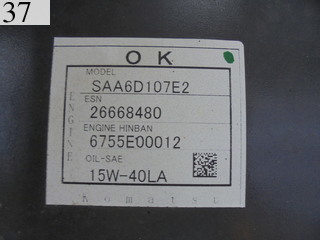 37
OK
MODEL
SAA6D107E2
ESN
26668480
ENGINE HINBAN
6755E00012
OIL-SAE
15W-40LA
ENGINE
Komatsu